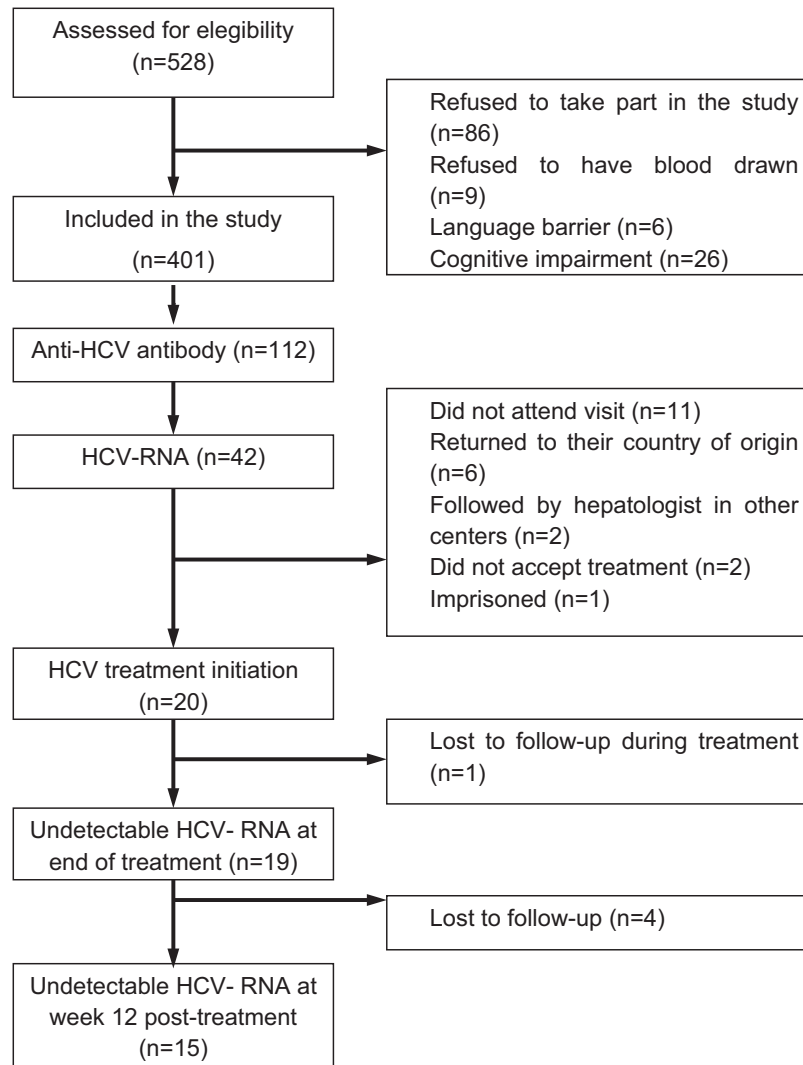 Assessed for elegibility
(n=528)
Refused to take part in the study
(n=86)
Refused to have blood drawn
(n=9)
Language barrier (n=6)
Cognitive impairment (n=26)
Included in the study
(n=401)
Anti-HCV antibody (n=112)
HCV-RNA (n=42)
Did not attend visit (n=11)
Returned to their country of origin
(n=6)
Followed by hepatologist in other
centers (n=2)
Did not accept treatment (n=2)
Imprisoned (n=1)
HCV treatment initiation
(n=20)
Lost to follow-up during treatment
(n=1)
Undetectable HCV- RNA at
end of treatment (n=19)
Lost to follow-up (n=4)
Undetectable HCV- RNA at
week 12 post-treatment
(n=15)